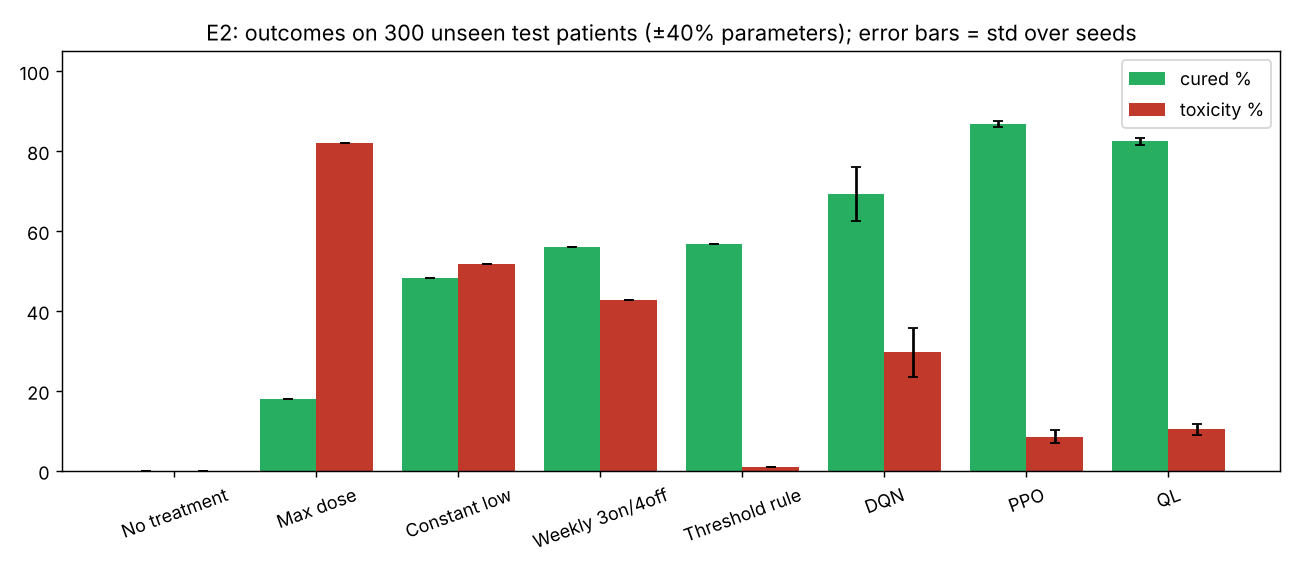 E2: outcomes on 300 unseen test patients (±40% parameters); error bars = std over seeds
cured %
toxicity %
100
80
60
40
20
0
No treatment
Max dose
Constant low
Weekly 3on/4off
Threshold rule
DQN
PPO
QL